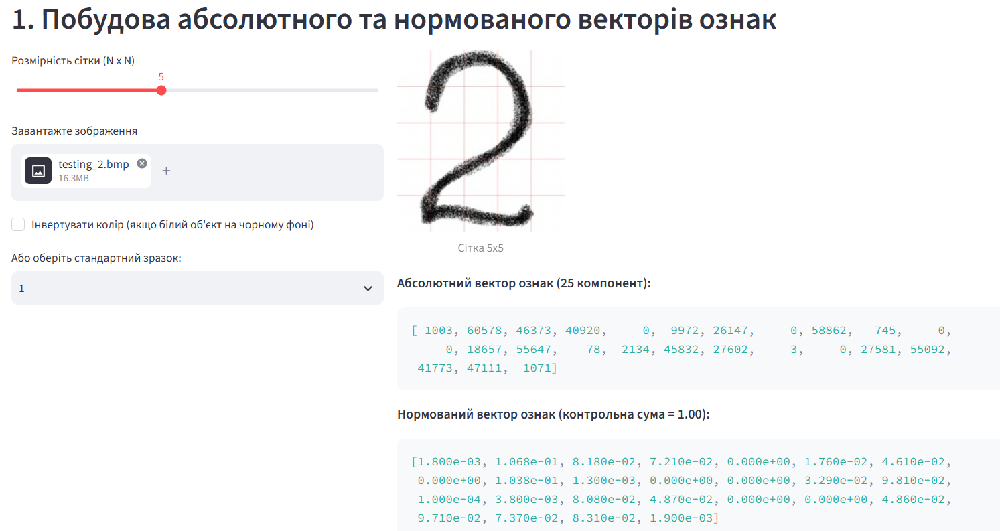 1. Побудова абсолютного та нормованого векторів ознак
Розмірність сітки (N x N)
5
Завантажте зображення
testing_2.bmp
16.3MB
+
Інвертувати колір (якщо білий об'єкт на чорному фоні)
Або оберіть стандартний зразок:
1
2
Сітка 5x5
Абсолютний вектор ознак (25 компонент):
[ 1003, 60578, 46373, 40920,     0,  9972, 26147,     0, 58862,   745,     0,
0, 18657, 55647,    78,  2134, 45832, 27602,     3,     0, 27581, 55092,
41773, 47111,  1071]
Нормований вектор ознак (контрольна сума = 1.00):
[1.800e-03, 1.068e-01, 8.180e-02, 7.210e-02, 0.000e+00, 1.760e-02, 4.610e-02,
0.000e+00, 1.038e-01, 1.300e-03, 0.000e+00, 0.000e+00, 3.290e-02, 9.810e-02,
1.000e-04, 3.800e-03, 8.080e-02, 4.870e-02, 0.000e+00, 0.000e+00, 4.860e-02,
9.710e-02, 7.370e-02, 8.310e-02, 1.900e-03]